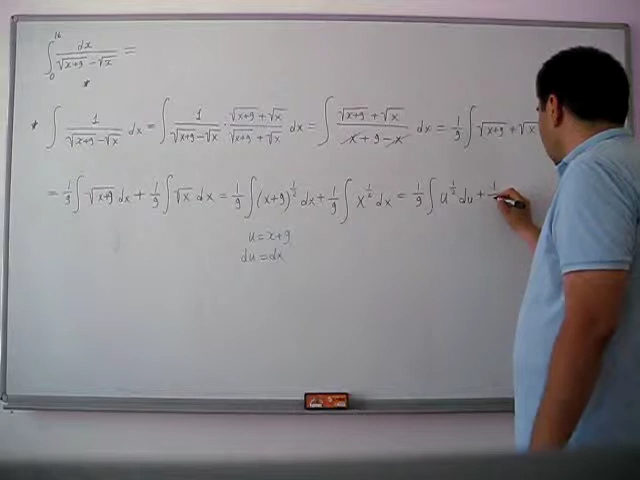 ∫₀¹⁶ dx/(√(x+9) - √x) =
*
* ∫ 1/(√(x+9) - √x) dx = ∫ 1/(√(x+9) - √x) · (√(x+9) + √x)/(√(x+9) + √x) dx = ∫ (√(x+9) + √x)/(x + 9 - x) dx = 1/9 ∫ √(x+9) + √x
= 1/9 ∫ √(x+9) dx + 1/9 ∫ √x dx = 1/9 ∫ (x+9)^(1/2) dx + 1/9 ∫ x^(1/2) dx = 1/9 ∫ u^(1/2) du + 1
u = x+9
du = dx